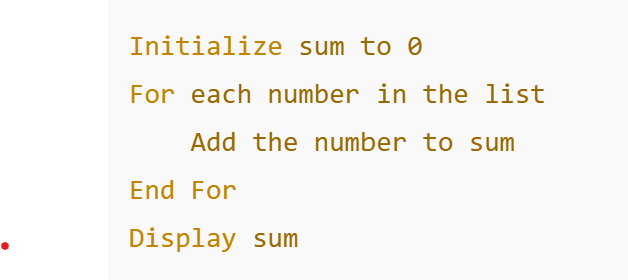 Initialize sum to 0
For each number in the list
    Add the number to sum
End For
Display sum